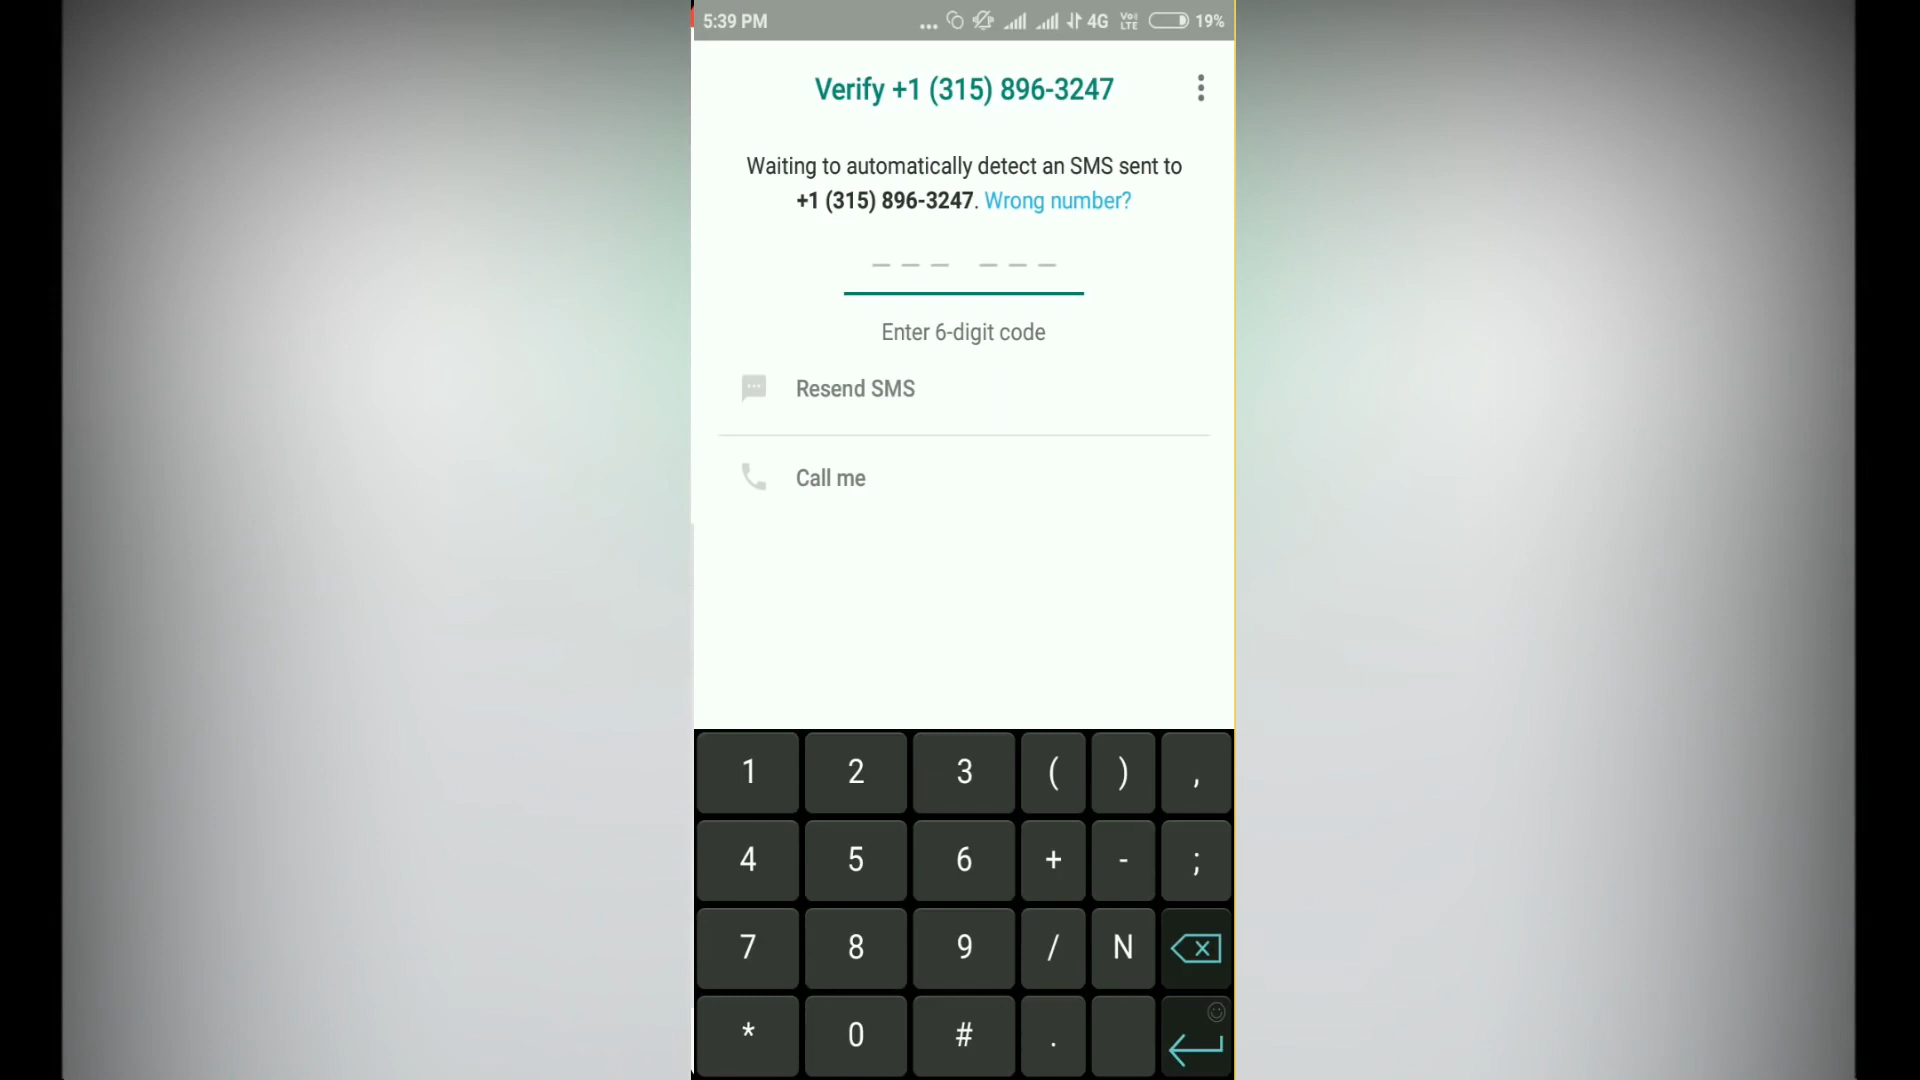 5:39 PM ... 4G VoLTE 19%
Verify +1 (315) 896-3247
Waiting to automatically detect an SMS sent to
+1 (315) 896-3247. Wrong number?
Enter 6-digit code
Resend SMS
Call me
1 2 3 ( ) ,
4 5 6 + - ;
7 8 9 / N
* 0 # .